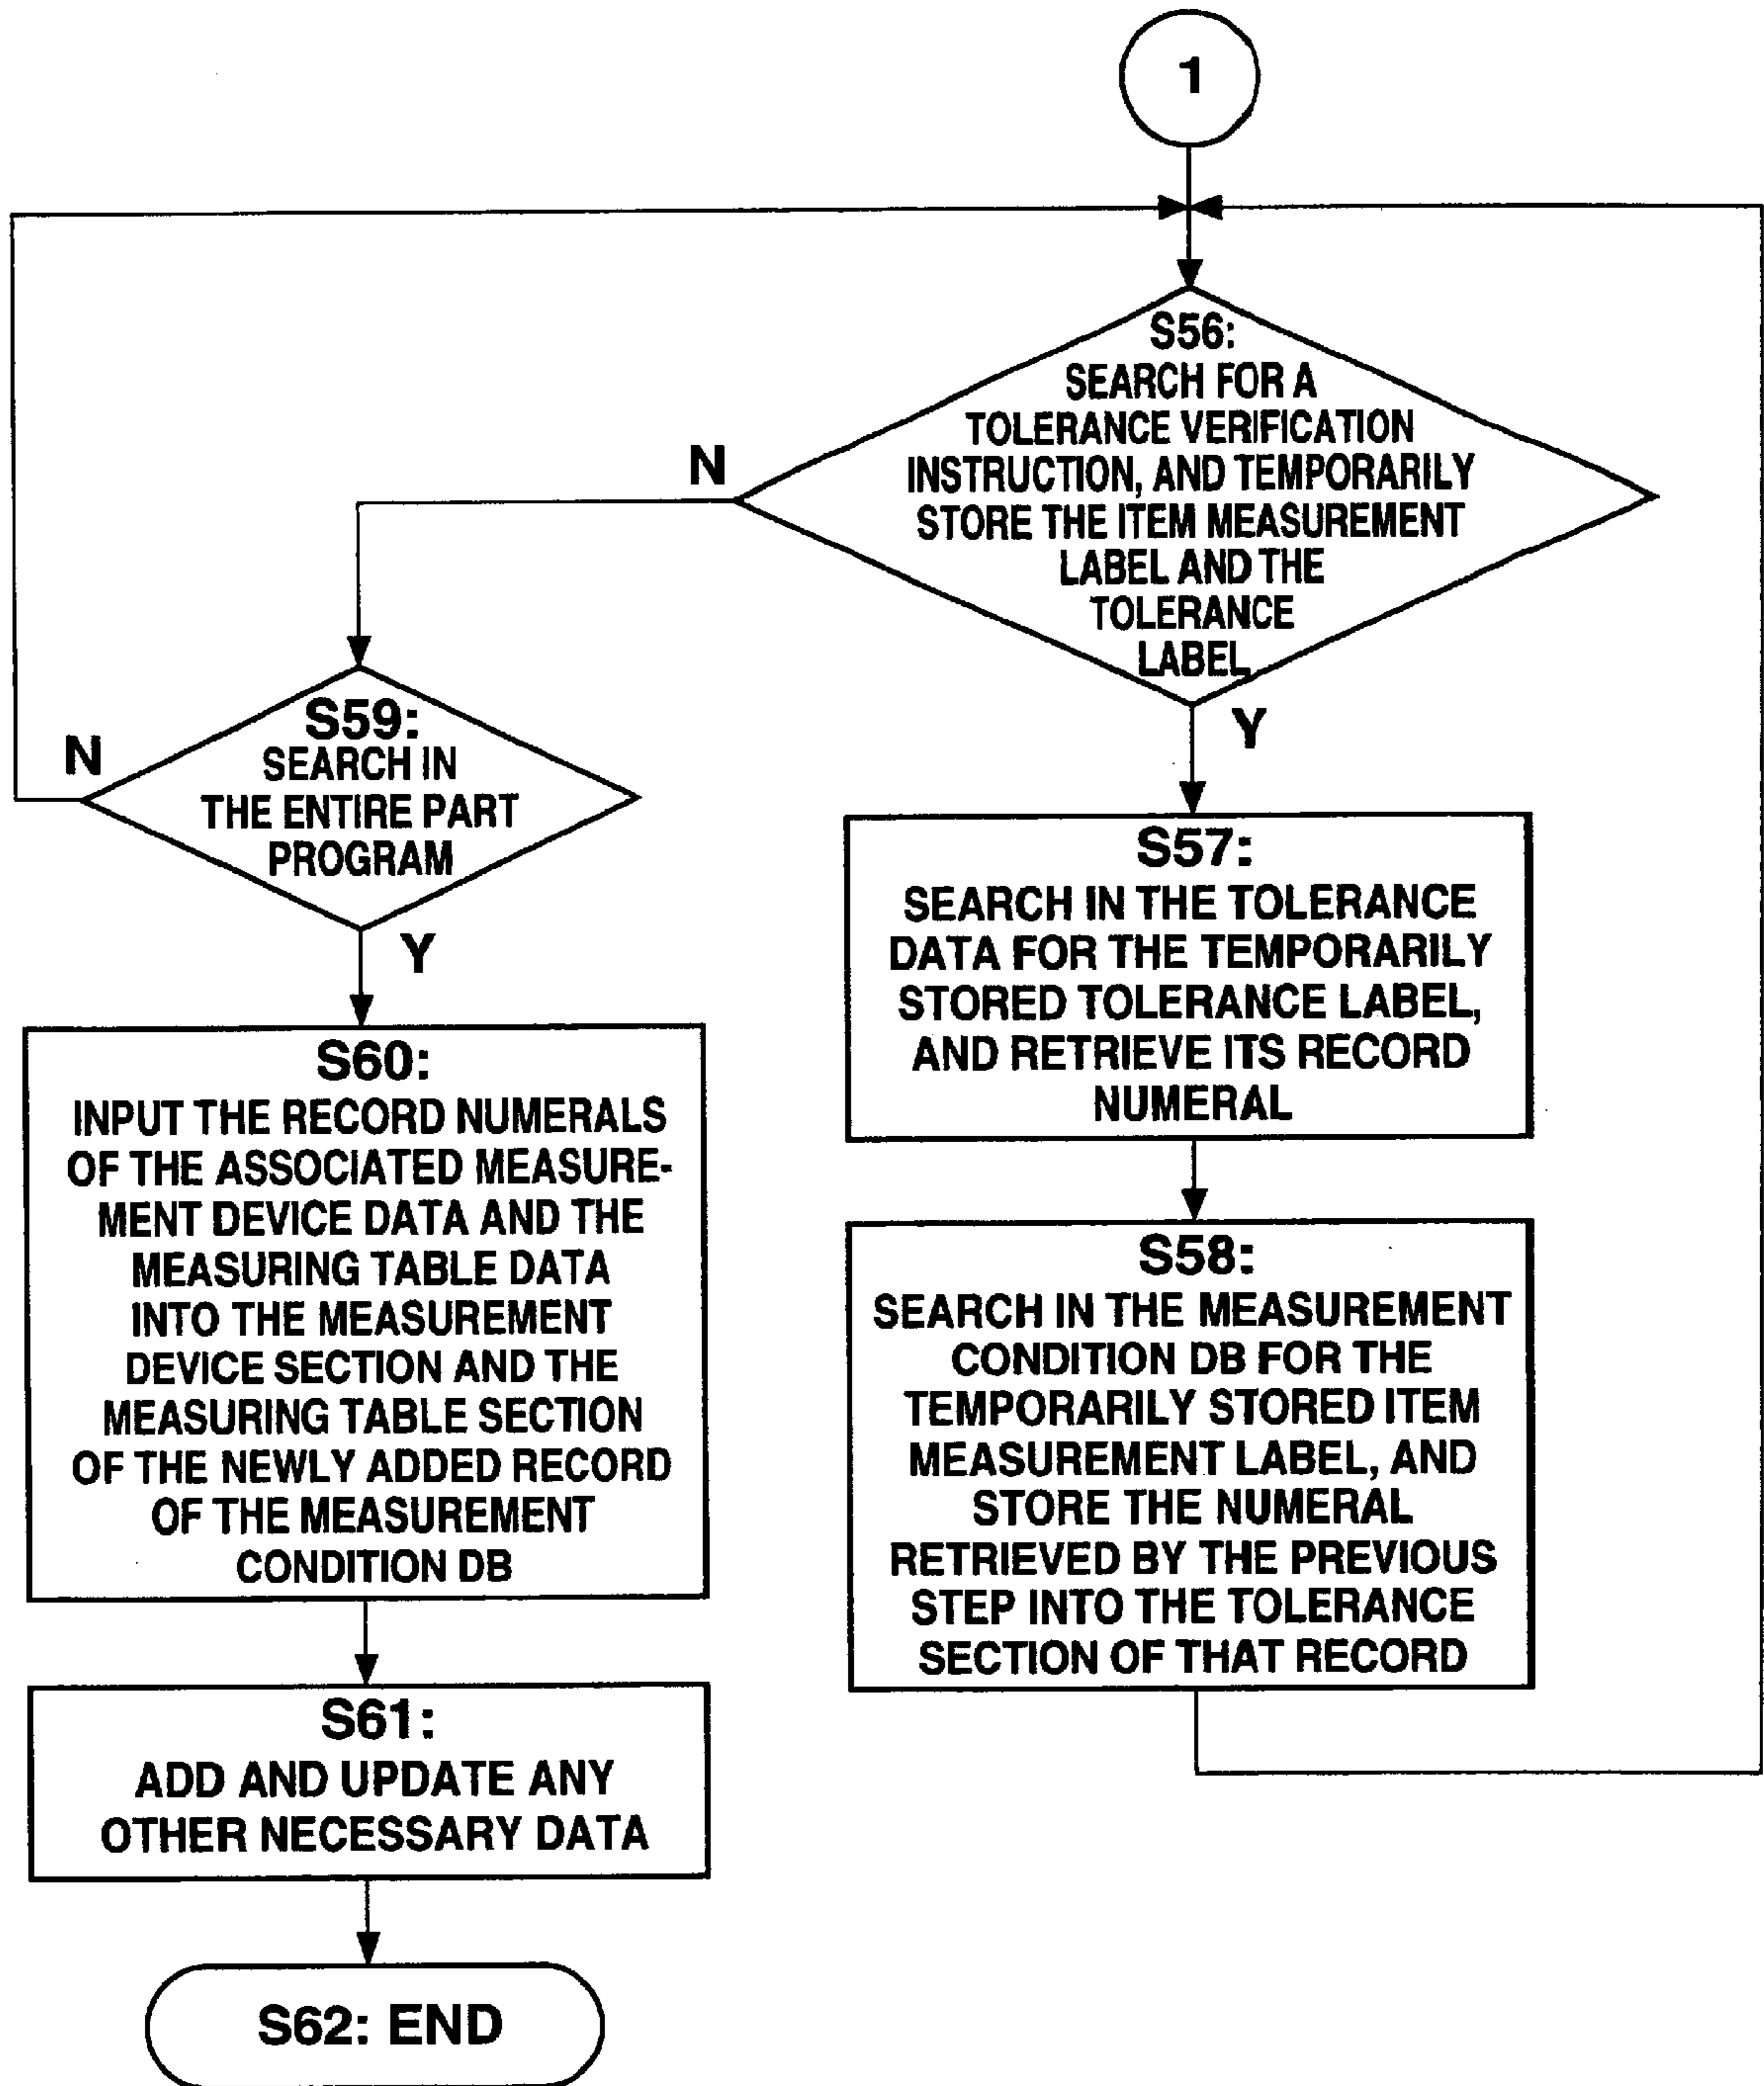 1
S56:
SEARCH FOR A
TOLERANCE VERIFICATION
INSTRUCTION, AND TEMPORARILY
STORE THE ITEM MEASUREMENT
LABEL AND THE
TOLERANCE
LABEL
N
Y
S59:
SEARCH IN
THE ENTIRE PART
PROGRAM
N
Y
S57:
SEARCH IN THE TOLERANCE
DATA FOR THE TEMPORARILY
STORED TOLERANCE LABEL,
AND RETRIEVE ITS RECORD
NUMERAL
S58:
SEARCH IN THE MEASUREMENT
CONDITION DB FOR THE
TEMPORARILY STORED ITEM
MEASUREMENT LABEL, AND
STORE THE NUMERAL
RETRIEVED BY THE PREVIOUS
STEP INTO THE TOLERANCE
SECTION OF THAT RECORD
S60:
INPUT THE RECORD NUMERALS
OF THE ASSOCIATED MEASURE-
MENT DEVICE DATA AND THE
MEASURING TABLE DATA
INTO THE MEASUREMENT
DEVICE SECTION AND THE
MEASURING TABLE SECTION
OF THE NEWLY ADDED RECORD
OF THE MEASUREMENT
CONDITION DB
S61:
ADD AND UPDATE ANY
OTHER NECESSARY DATA
S62: END